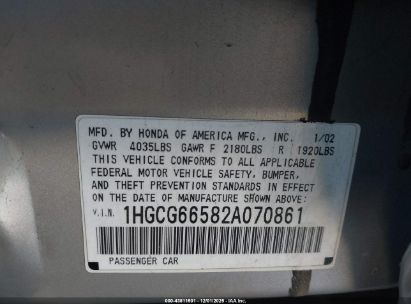 MFD. BY HONDA OF AMERICA MFG., INC. 1/02
GVWR 4035LBS GAWR F 2180LBS R 1920LBS
THIS VEHICLE CONFORMS TO ALL APPLICABLE
FEDERAL MOTOR VEHICLE SAFETY, BUMPER,
AND THEFT PREVENTION STANDARDS IN EFFECT
ON THE DATE OF MANUFACTURE SHOWN ABOVE.
V.I.N. 1HGCG66582A070861
PASSENGER CAR